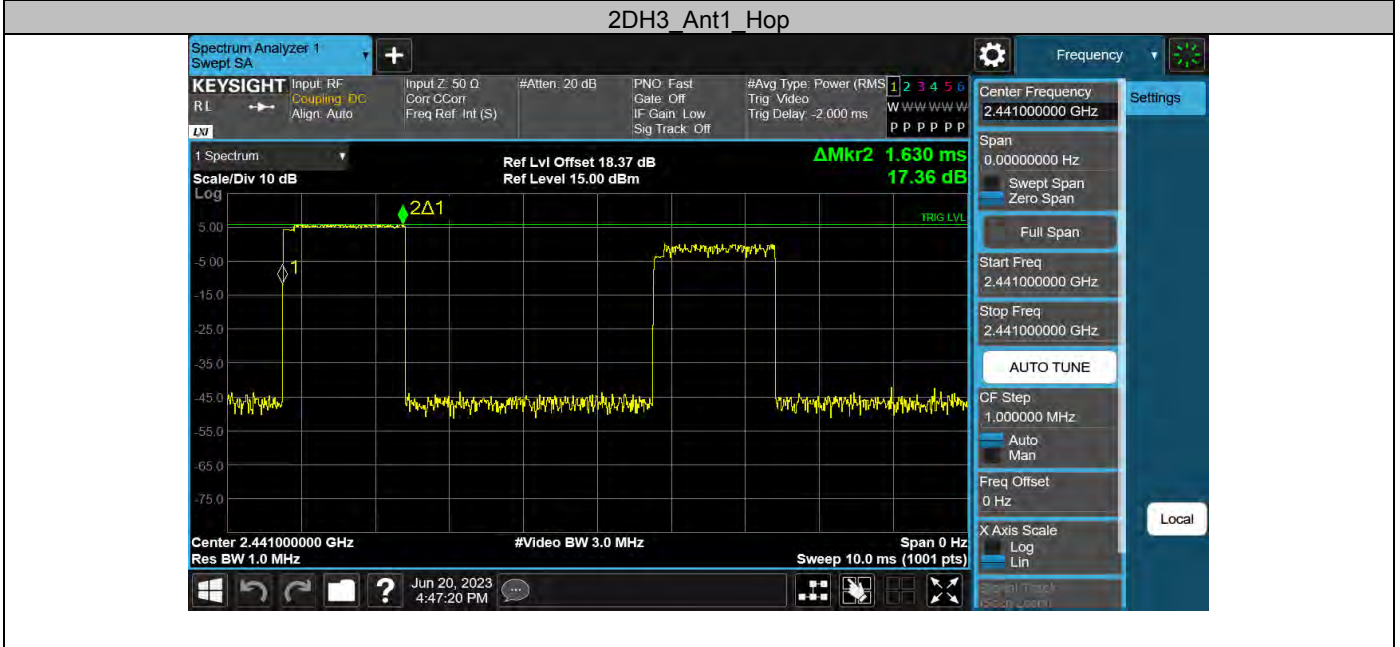 2DH3_Ant1_Hop
Spectrum Analyzer 1
Swept SA
+
Frequency
KEYSIGHT
RL
LXI
Input: RF
Coupling: DC
Align: Auto
Input Z: 50 Ω
Corr CCorr
Freq Ref: Int (S)
#Atten: 20 dB
PNO: Fast
Gate: Off
IF Gain: Low
Sig Track: Off
#Avg Type: Power (RMS
Trig: Video
Trig Delay: -2.000 ms
1 2 3 4 5 6
W W W W W W
P P P P P P
1 Spectrum
Scale/Div 10 dB
Log
Ref Lvl Offset 18.37 dB
Ref Level 15.00 dBm
ΔMkr2 1.630 ms
17.36 dB
2Δ1
TRIG LVL
1
5.00
-5.00
-15.0
-25.0
-35.0
-45.0
-55.0
-65.0
-75.0
Center 2.441000000 GHz
Res BW 1.0 MHz
#Video BW 3.0 MHz
Span 0 Hz
Sweep 10.0 ms (1001 pts)
?
Jun 20, 2023
4:47:20 PM
Center Frequency
2.441000000 GHz
Settings
Span
0.00000000 Hz
Swept Span
Zero Span
Full Span
Start Freq
2.441000000 GHz
Stop Freq
2.441000000 GHz
AUTO TUNE
CF Step
1.000000 MHz
Auto
Man
Freq Offset
0 Hz
X Axis Scale
Log
Lin
Local